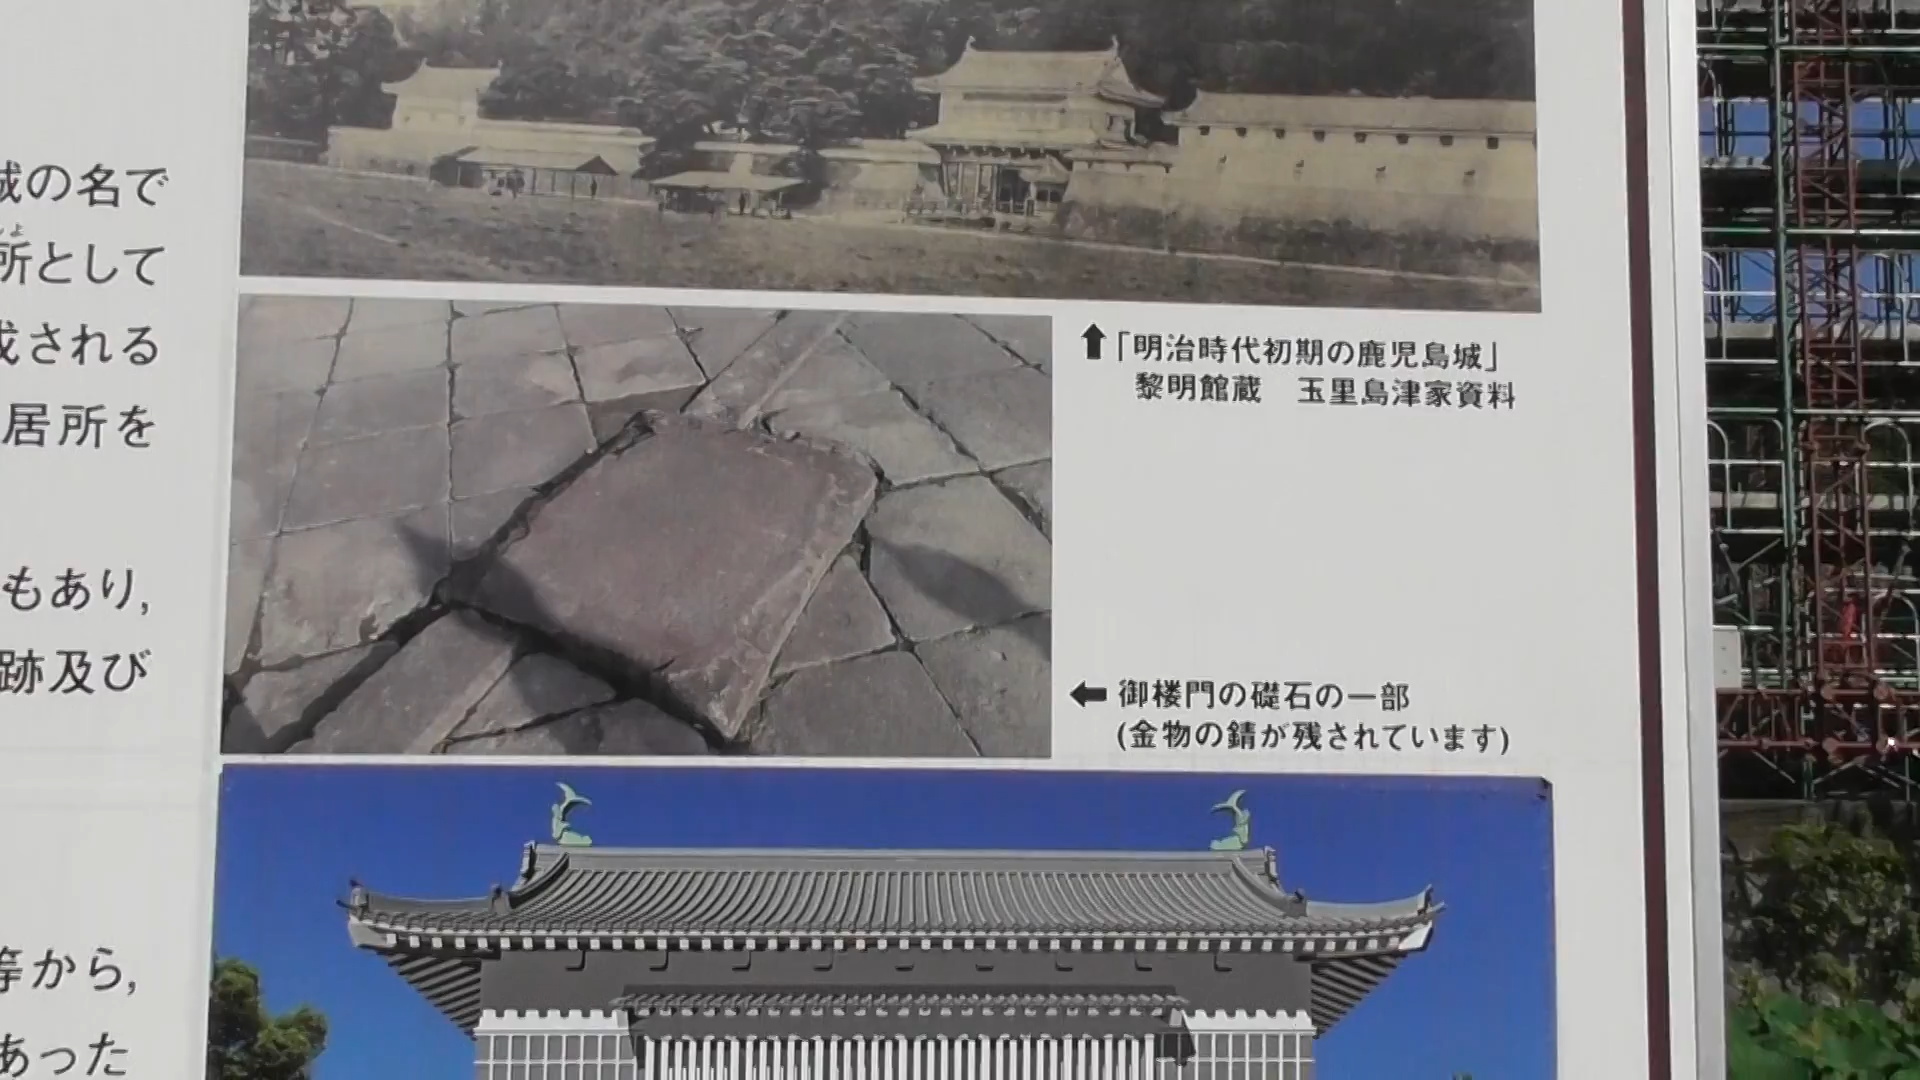 城の名で
所として
成される
居所を
もあり,
跡及び
等から,
あった
「明治時代初期の鹿児島城」
黎明館蔵　玉里島津家資料
御楼門の礎石の一部
(金物の錆が残されています)